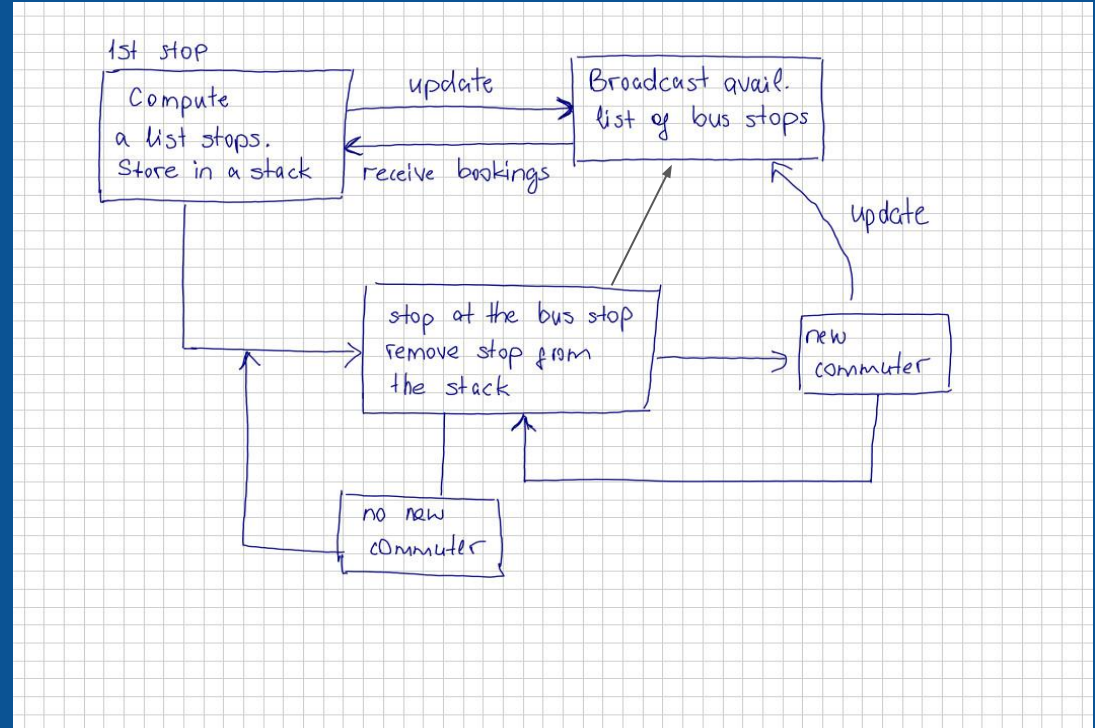 1st stop
Compute
a list stops.
Store in a stack
update
receive bookings
Broadcast avail.
list of bus stops
update
stop at the bus stop
remove stop from
the stack
new
commuter
no new
commuter